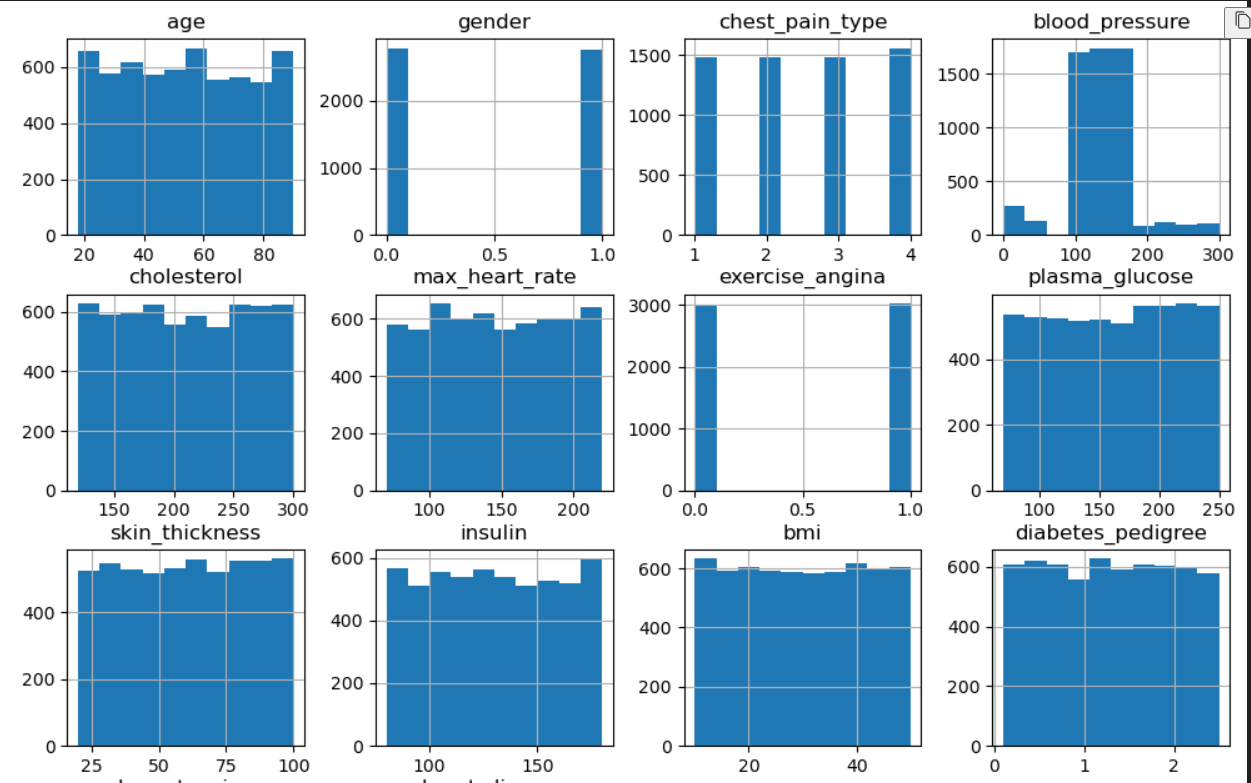 age gender chest_pain_type blood_pressure
600 2000 1500 1500
400 1000 1000 1000
200 500 500
0 0 0 0
20 40 60 80 0.0 0.5 1.0 1 2 3 4 0 100 200 300
cholesterol max_heart_rate exercise_angina plasma_glucose
600 600 3000 400
400 400 2000 200
200 200 1000
0 0 0 0
150 200 250 300 100 150 200 0.0 0.5 1.0 100 150 200 250
skin_thickness insulin bmi diabetes_pedigree
400 600 600 600
200 400 400 400
200 200 200
0 0 0 0
25 50 75 100 100 150 20 40 0 1 2